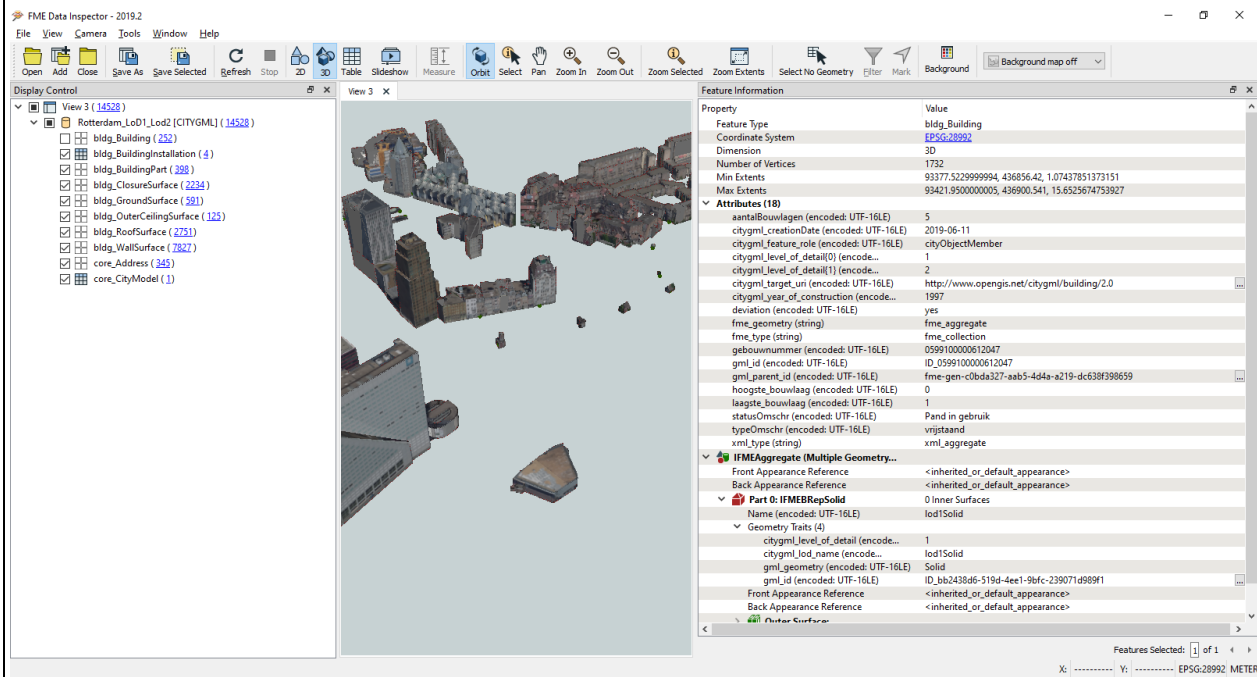 FME Data Inspector - 2019.2
File View Camera Tools Window Help
Open Add Close Save As Save Selected Refresh Stop 2D 3D Table Slideshow Measure Orbit Select Pan Zoom In Zoom Out Zoom Selected Zoom Extents Select No Geometry Filter Mark Background Background map off
Display Control
View 3 (14528)
Rotterdam_LoD1_Lod2 [CITYGML] (14528)
bldg_Building (252)
bldg_BuildingInstallation (4)
bldg_BuildingPart (398)
bldg_ClosureSurface (2234)
bldg_GroundSurface (591)
bldg_OuterCeilingSurface (125)
bldg_RoofSurface (2751)
bldg_WallSurface (7827)
core_Address (345)
core_CityModel (1)
View 3
Feature Information
Property Value
Feature Type bldg_Building
Coordinate System EPSG:28992
Dimension 3D
Number of Vertices 1732
Min Extents 93377.5229999994, 436856.42, 1.07437851373151
Max Extents 93421.9500000005, 436900.541, 15.6525674753927
Attributes (18)
aantalBouwlagen (encoded: UTF-16LE) 5
citygml_creationDate (encoded: UTF-16LE) 2019-06-11
citygml_feature_role (encoded: UTF-16LE) cityObjectMember
citygml_level_of_detail{0} (encode... 1
citygml_level_of_detail{1} (encode... 2
citygml_target_uri (encoded: UTF-16LE) http://www.opengis.net/citygml/building/2.0 ...
citygml_year_of_construction (encode... 1997
deviation (encoded: UTF-16LE) yes
fme_geometry (string) fme_aggregate
fme_type (string) fme_collection
gebouwnummer (encoded: UTF-16LE) 0599100000612047
gml_id (encoded: UTF-16LE) ID_0599100000612047
gml_parent_id (encoded: UTF-16LE) fme-gen-c0bda327-aab5-4d4a-a219-dc638f398659 ...
hoogste_bouwlaag (encoded: UTF-16LE) 0
laagste_bouwlaag (encoded: UTF-16LE) 1
statusOmschr (encoded: UTF-16LE) Pand in gebruik
typeOmschr (encoded: UTF-16LE) vrijstaand
xml_type (string) xml_aggregate
IFMEAggregate (Multiple Geometry...
Front Appearance Reference <inherited_or_default_appearance>
Back Appearance Reference <inherited_or_default_appearance>
Part 0: IFMEBRepSolid 0 Inner Surfaces
Name (encoded: UTF-16LE) lod1Solid
Geometry Traits (4)
citygml_level_of_detail (encode... 1
citygml_lod_name (encode... lod1Solid
gml_geometry (encoded: UTF-16LE) Solid
gml_id (encoded: UTF-16LE) ID_bb2438d6-519d-4ee1-9bfc-239071d989f1 ...
Front Appearance Reference <inherited_or_default_appearance>
Back Appearance Reference <inherited_or_default_appearance>
Outer Surface:
Features Selected: 1 of 1
X: ---------- Y: ---------- EPSG:28992 METER